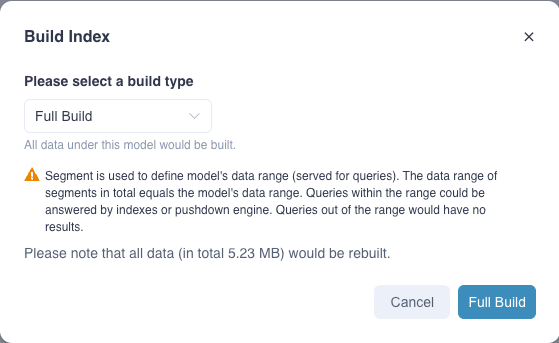 Build Index
Please select a build type
Full Build
All data under this model would be built.
Segment is used to define model's data range (served for queries). The data range of
segments in total equals the model's data range. Queries within the range could be
answered by indexes or pushdown engine. Queries out of the range would have no
results.
Please note that all data (in total 5.23 MB) would be rebuilt.
Cancel
Full Build